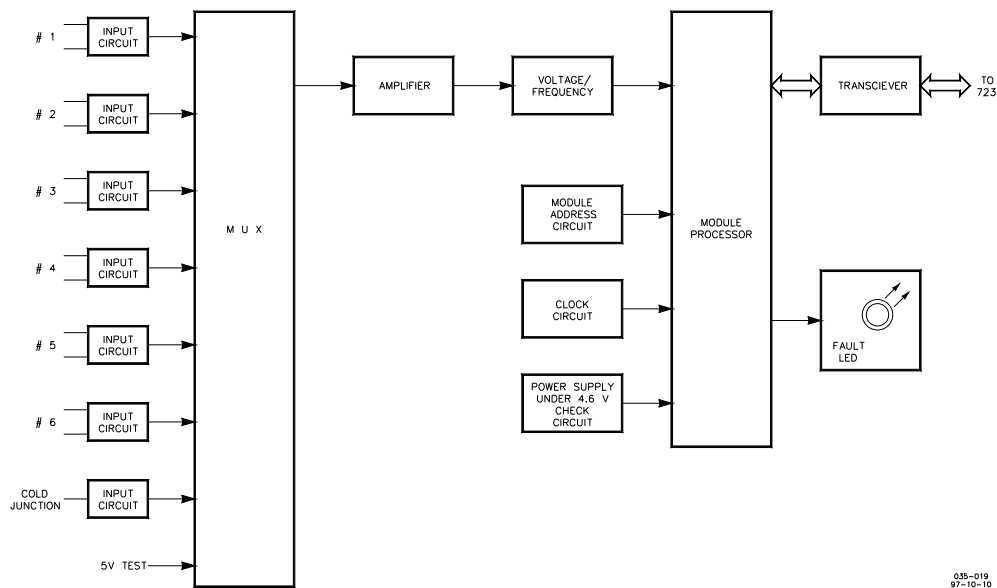 # 1
INPUT
CIRCUIT
# 2
INPUT
CIRCUIT
# 3
INPUT
CIRCUIT
# 4
INPUT
CIRCUIT
# 5
INPUT
CIRCUIT
# 6
INPUT
CIRCUIT
COLD
JUNCTION
INPUT
CIRCUIT
5V TEST
M U X
AMPLIFIER
VOLTAGE/
FREQUENCY
MODULE
ADDRESS
CIRCUIT
CLOCK
CIRCUIT
POWER SUPPLY
UNDER 4.6 V
CHECK
CIRCUIT
MODULE
PROCESSOR
TRANSCIEVER
TO
723
FAULT
LED
035-019
97-10-10